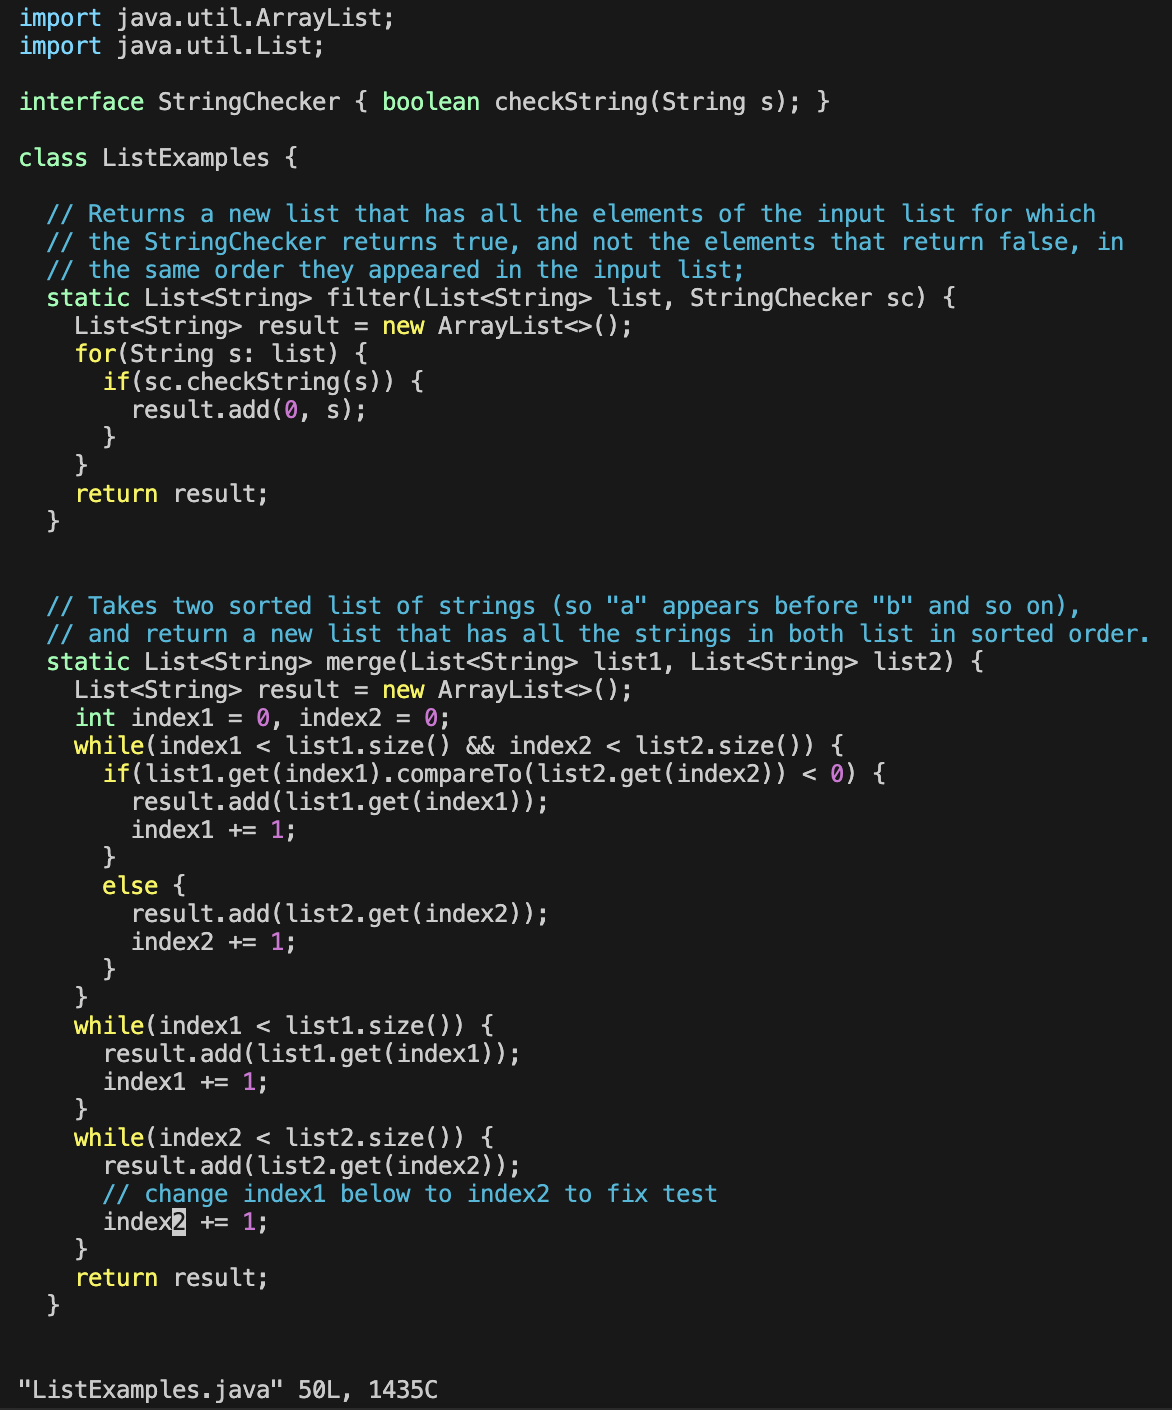 import java.util.ArrayList;
import java.util.List;

interface StringChecker { boolean checkString(String s); }

class ListExamples {

  // Returns a new list that has all the elements of the input list for which
  // the StringChecker returns true, and not the elements that return false, in
  // the same order they appeared in the input list;
  static List<String> filter(List<String> list, StringChecker sc) {
    List<String> result = new ArrayList<>();
    for(String s: list) {
      if(sc.checkString(s)) {
        result.add(0, s);
      }
    }
    return result;
  }


  // Takes two sorted list of strings (so "a" appears before "b" and so on),
  // and return a new list that has all the strings in both list in sorted order.
  static List<String> merge(List<String> list1, List<String> list2) {
    List<String> result = new ArrayList<>();
    int index1 = 0, index2 = 0;
    while(index1 < list1.size() && index2 < list2.size()) {
      if(list1.get(index1).compareTo(list2.get(index2)) < 0) {
        result.add(list1.get(index1));
        index1 += 1;
      }
      else {
        result.add(list2.get(index2));
        index2 += 1;
      }
    }
    while(index1 < list1.size()) {
      result.add(list1.get(index1));
      index1 += 1;
    }
    while(index2 < list2.size()) {
      result.add(list2.get(index2));
      // change index1 below to index2 to fix test
      index2 += 1;
    }
    return result;
  }


"ListExamples.java" 50L, 1435C